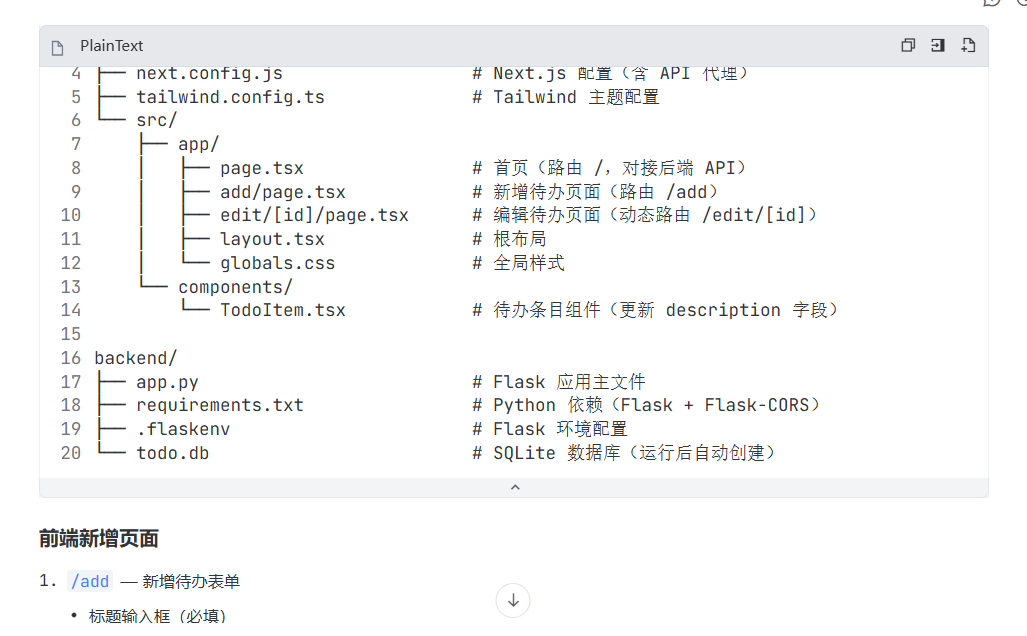 PlainText
4 ├── next.config.js # Next.js 配置（含 API 代理）
5 ├── tailwind.config.ts # Tailwind 主题配置
6 └── src/
7 ├── app/
8 │ ├── page.tsx # 首页（路由 /，对接后端 API）
9 │ ├── add/page.tsx # 新增待办页面（路由 /add）
10 │ ├── edit/[id]/page.tsx # 编辑待办页面（动态路由 /edit/[id]）
11 │ ├── layout.tsx # 根布局
12 │ └── globals.css # 全局样式
13 └── components/
14 └── TodoItem.tsx # 待办条目组件（更新 description 字段）
15
16 backend/
17 ├── app.py # Flask 应用主文件
18 ├── requirements.txt # Python 依赖（Flask + Flask-CORS）
19 ├── .flaskenv # Flask 环境配置
20 └── todo.db # SQLite 数据库（运行后自动创建）
前端新增页面
1. /add — 新增待办表单
• 标题输入框（必填）